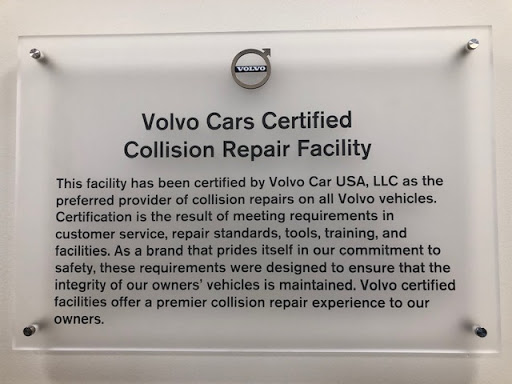 VOLVO
Volvo Cars Certified
Collision Repair Facility
This facility has been certified by Volvo Car USA, LLC as the
preferred provider of collision repairs on all Volvo vehicles.
Certification is the result of meeting requirements in
customer service, repair standards, tools, training, and
facilities. As a brand that prides itself in our commitment to
safety, these requirements were designed to ensure that the
integrity of our owners' vehicles is maintained. Volvo certified
facilities offer a premier collision repair experience to our
owners.